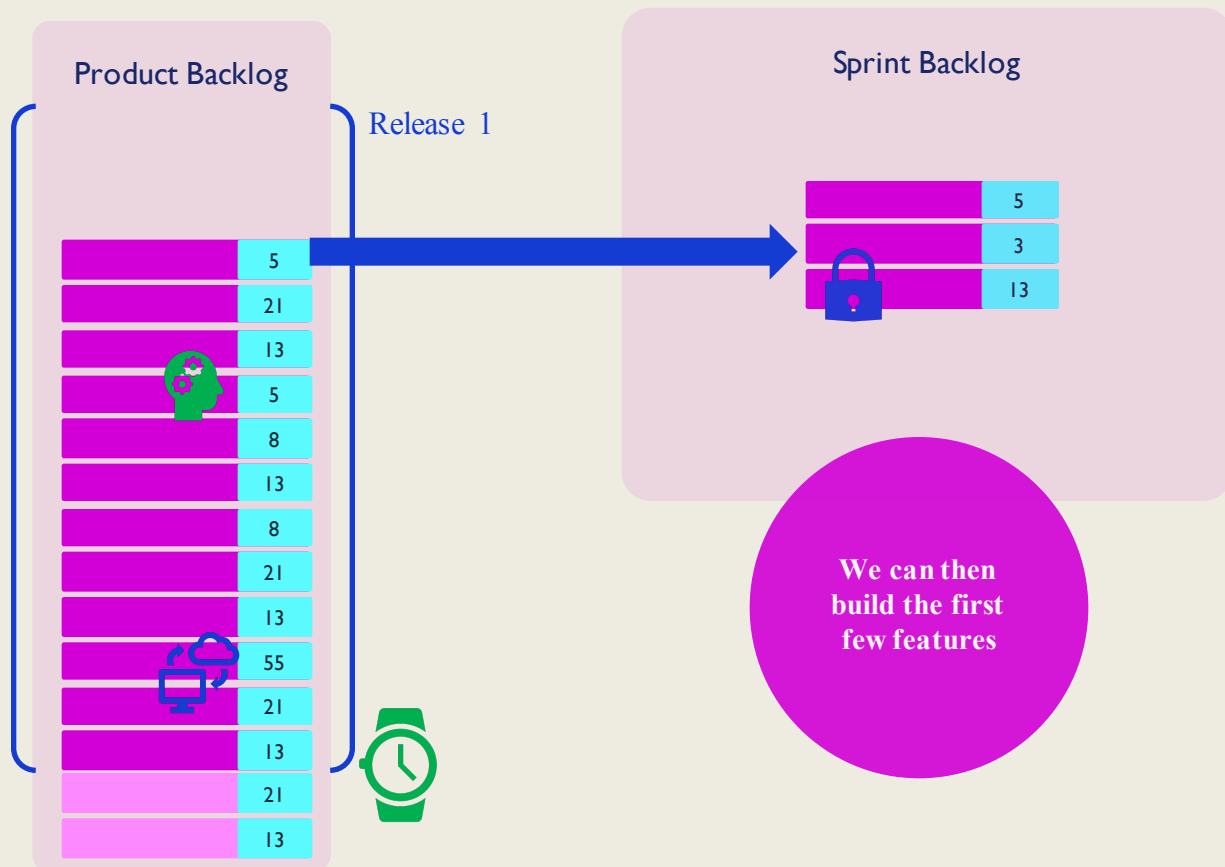 Product Backlog
Release 1
5
21
13
5
8
13
8
21
13
55
21
13
21
13
Sprint Backlog
5
3
13
We can then
build the first
few features